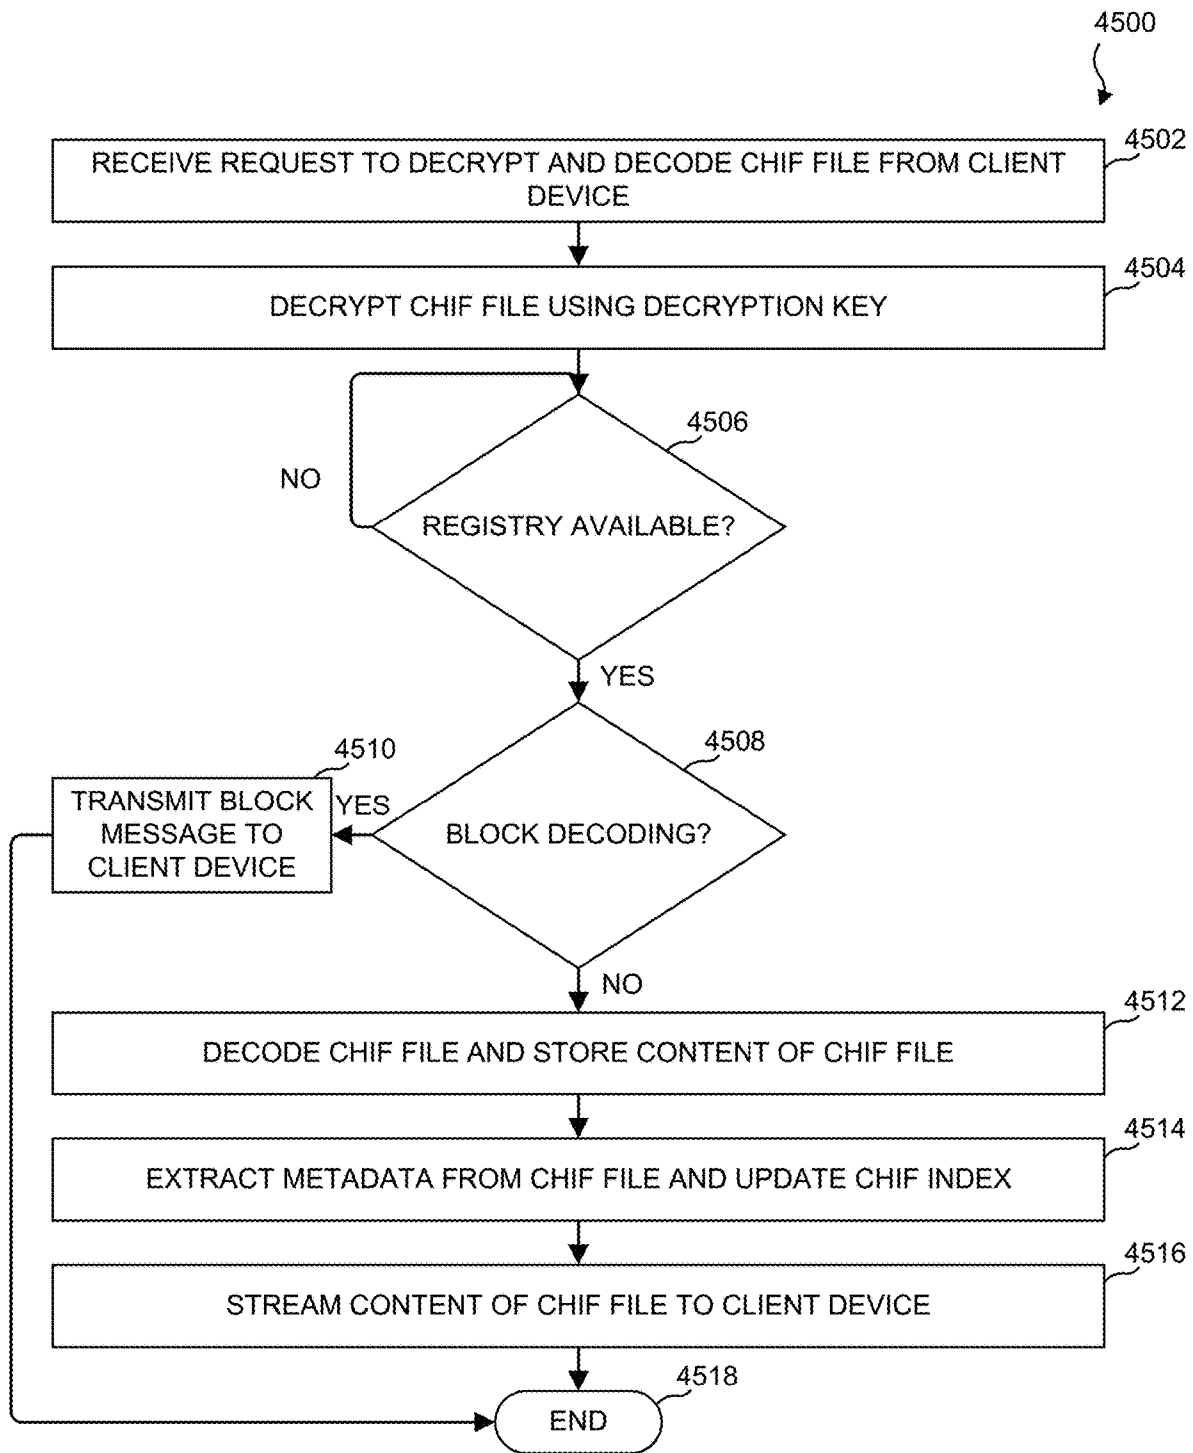 4500
4502
RECEIVE REQUEST TO DECRYPT AND DECODE CHIF FILE FROM CLIENT
DEVICE
4504
DECRYPT CHIF FILE USING DECRYPTION KEY
4506
NO
REGISTRY AVAILABLE?
YES
4508
4510
TRANSMIT BLOCK
MESSAGE TO
CLIENT DEVICE
YES
BLOCK DECODING?
NO
4512
DECODE CHIF FILE AND STORE CONTENT OF CHIF FILE
4514
EXTRACT METADATA FROM CHIF FILE AND UPDATE CHIF INDEX
4516
STREAM CONTENT OF CHIF FILE TO CLIENT DEVICE
4518
END